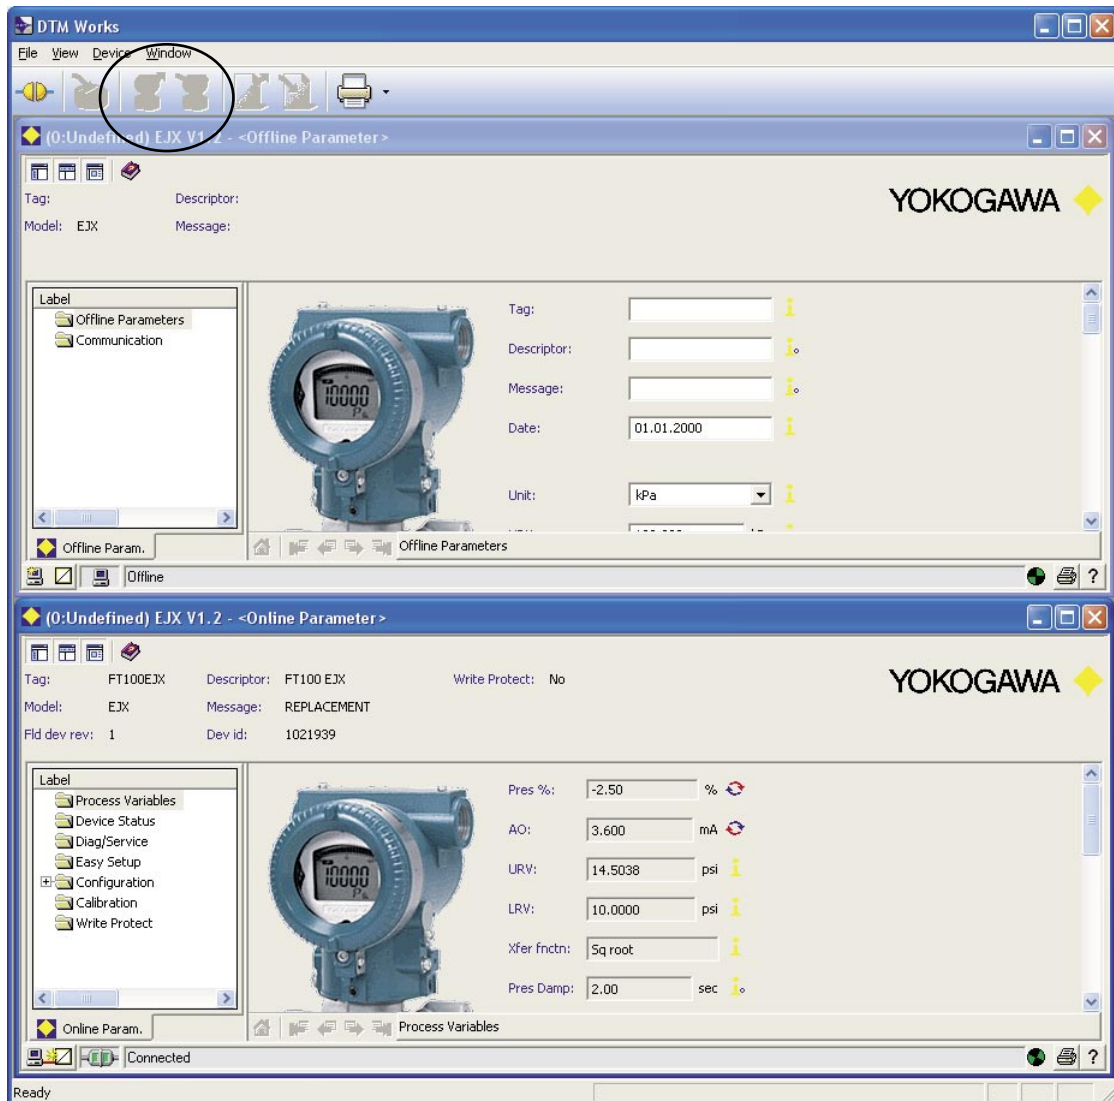 DTM Works
File View Device Window
(0:Undefined) EJX V1.2 - <Offline Parameter>
Tag: Descriptor:
Model: EJX Message:
YOKOGAWA
Label
Offline Parameters
Communication
10000
Tag:
Descriptor:
Message:
Date: 01.01.2000
Unit: kPa
Offline Param.
Offline Parameters
Offline
?
(0:Undefined) EJX V1.2 - <Online Parameter>
Tag: FT100EJX Descriptor: FT100 EJX Write Protect: No
Model: EJX Message: REPLACEMENT
Fld dev rev: 1 Dev id: 1021939
YOKOGAWA
Label
Process Variables
Device Status
Diag/Service
Easy Setup
Configuration
Calibration
Write Protect
10000
Pres %: -2.50 %
AO: 3.600 mA
URV: 14.5038 psi
LRV: 10.0000 psi
Xfer fnctn: Sq root
Pres Damp: 2.00 sec
Online Param.
Process Variables
Connected
?
Ready